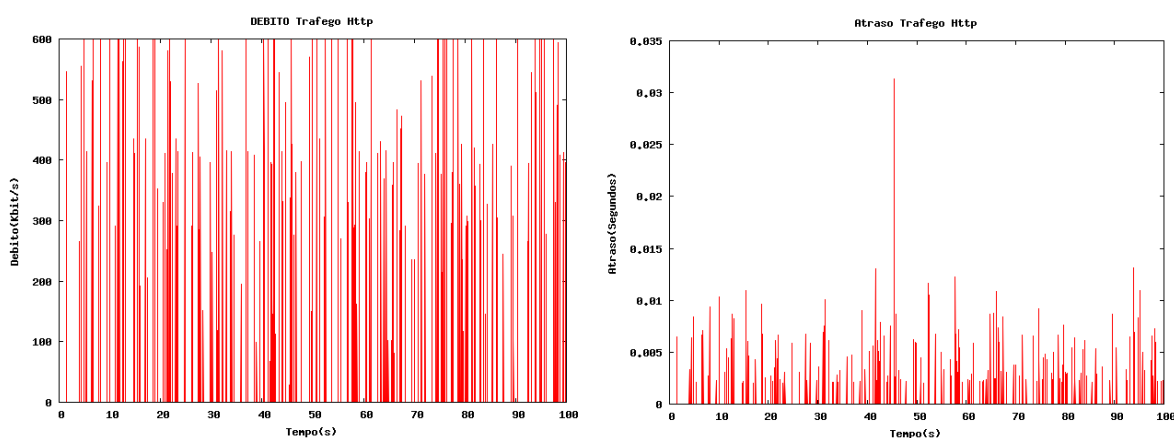 DEBITO Trafego Http
600
500
400
300
200
100
0
Debito(Kbit/s)
0 10 20 30 40 50 60 70 80 90 100
Tempo(s)
Atraso Trafego Http
0.035
0.03
0.025
0.02
0.015
0.01
0.005
0
Atraso(Segundos)
0 10 20 30 40 50 60 70 80 90 100
Tempo(s)